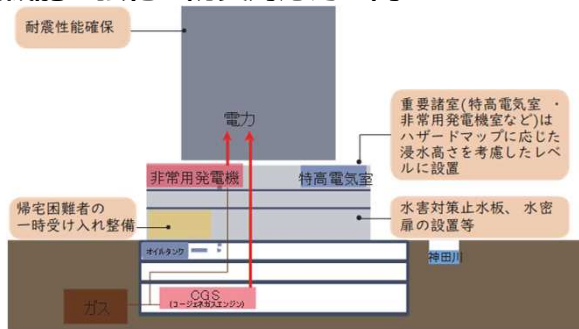 耐震性能確保
電力
重要諸室(特高電気室 ・
非常用発電機室など)は
ハザードマップに応じた
浸水高さを考慮したレベ
ルに設置
非常用発電機
特高電気室
帰宅困難者の
一時受け入れ整備
水害対策止水板、 水密
扉の設置等
オイルタンク
神田川
ガス
CGS
(コージェネガスエンジン)